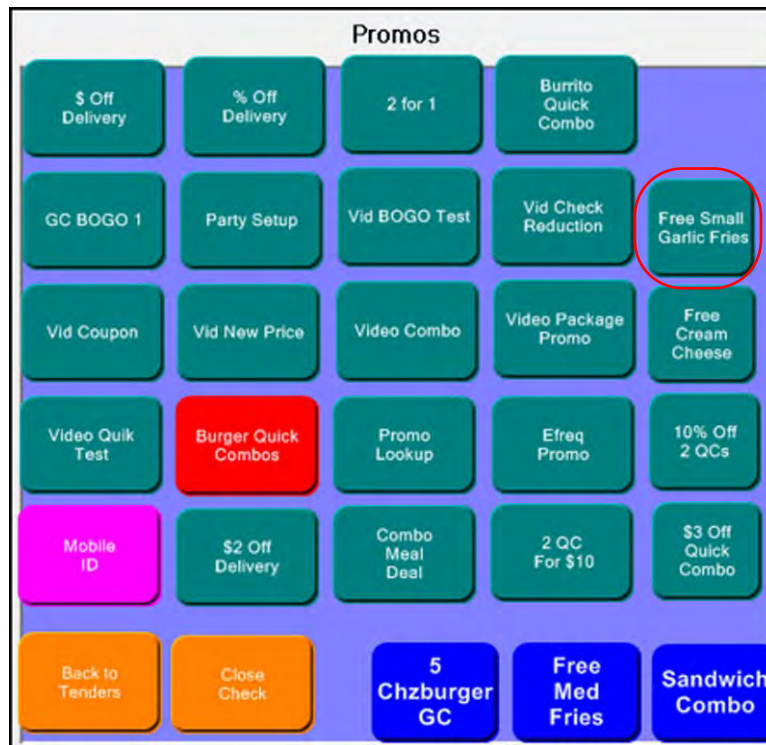 Promos
$ Off
Delivery
% Off
Delivery
2 for 1
Burrito
Quick
Combo
GC BOGO 1
Party Setup
Vid BOGO Test
Vid Check
Reduction
Free Small
Garlic Fries
Vid Coupon
Vid New Price
Video Combo
Video Package
Promo
Free
Cream
Cheese
Video Quik
Test
Burger Quick
Combos
Promo
Lookup
Efreq
Promo
10% Off
2 QCs
Mobile
ID
$2 Off
Delivery
Combo
Meal
Deal
2 QC
For $10
$3 Off
Quick
Combo
Back to
Tenders
Close
Check
5
Chzburger
GC
Free
Med
Fries
Sandwich
Combo